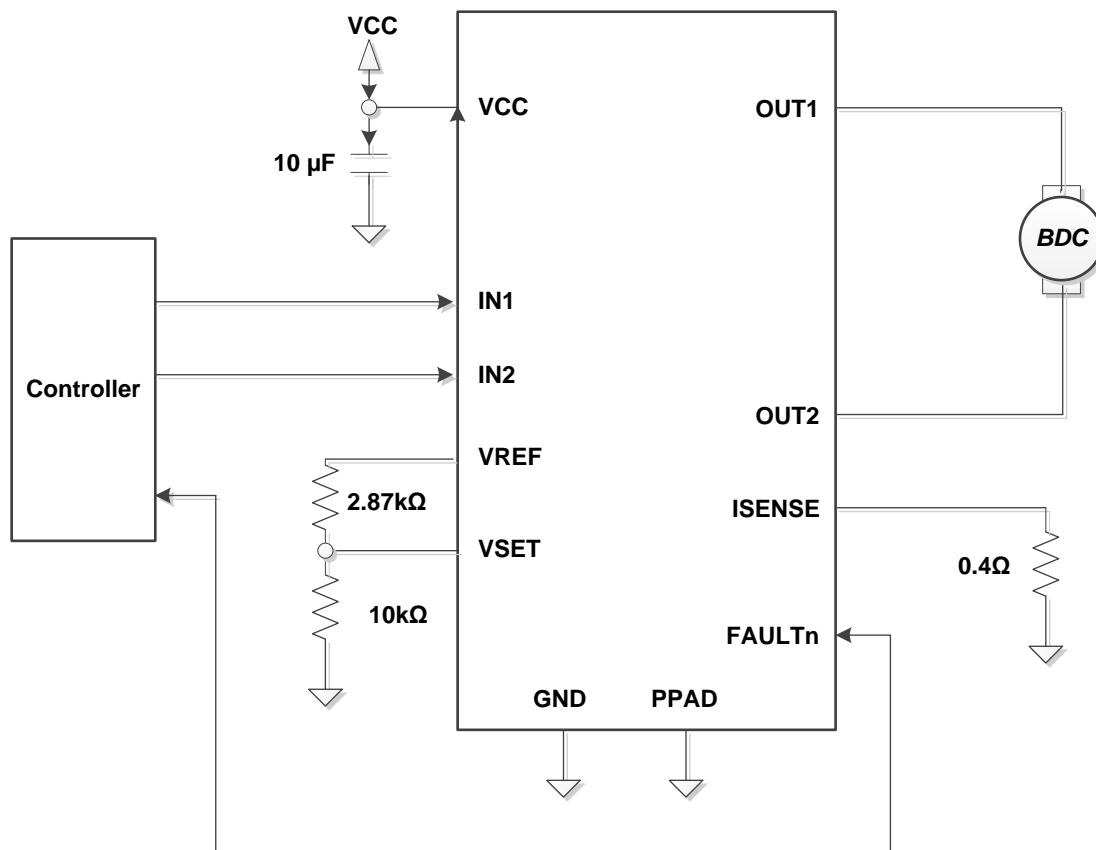 VCC
VCC
OUT1
10 µF
BDC
IN1
IN2
Controller
OUT2
VREF
2.87kΩ
ISENSE
VSET
0.4Ω
10kΩ
FAULTn
GND
PPAD